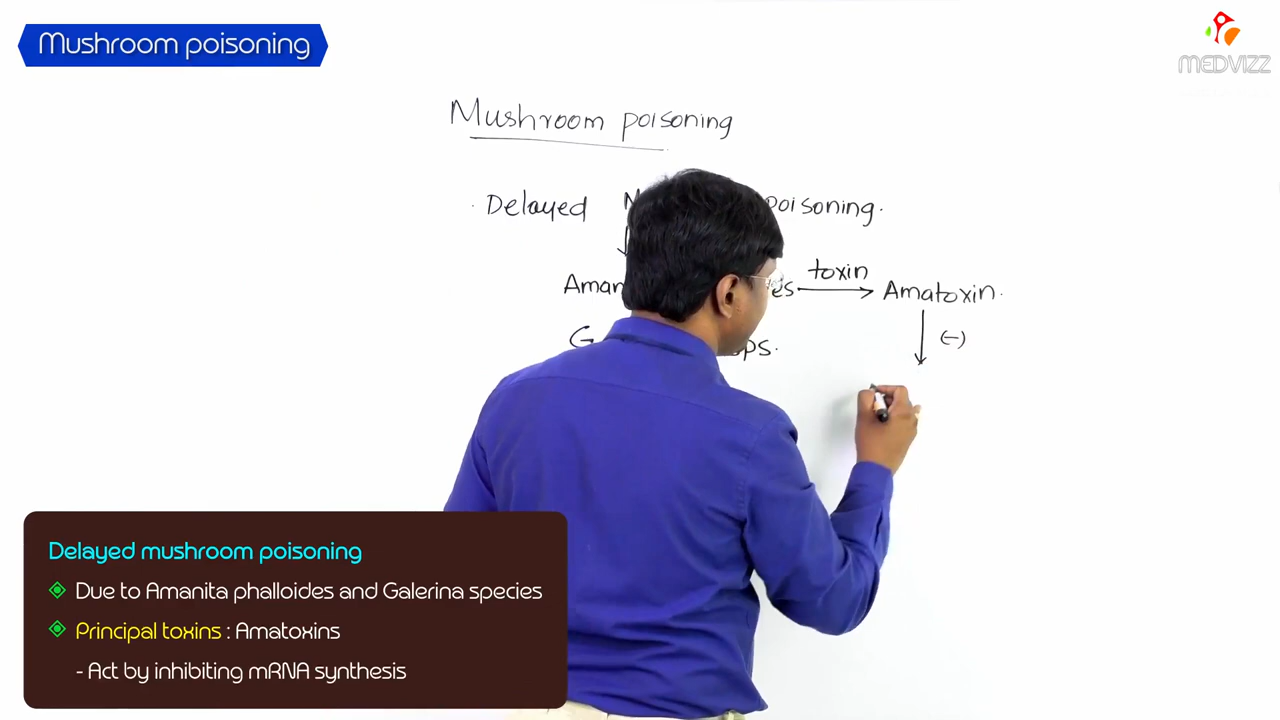 Mushroom poisoning
MEDVIZZ
Mushroom poisoning
Delayed poisoning.
toxin
Amatoxin.
(-)
Delayed mushroom poisoning
Due to Amanita phalloides and Galerina species
Principal toxins : Amatoxins
- Act by inhibiting mRNA synthesis